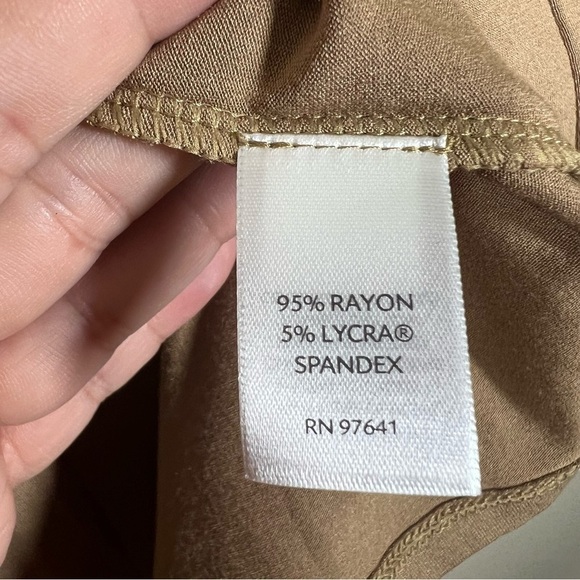 95% RAYON
5% LYCRA®
SPANDEX
RN 97641